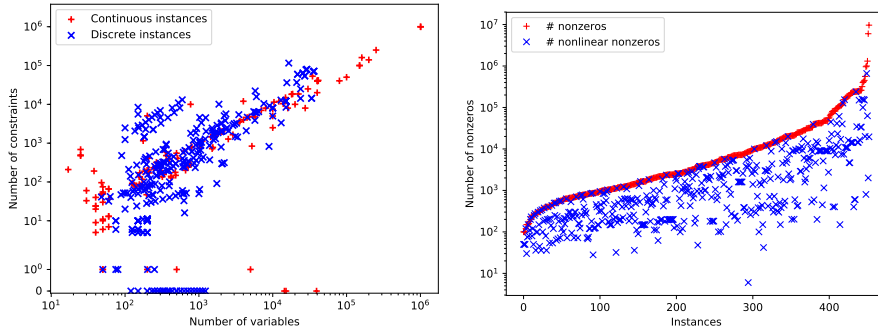 Continuous instances
Discrete instances
Number of constraints
10^6
10^5
10^4
10^3
10^2
10^1
10^0
0
10^1 10^2 10^3 10^4 10^5 10^6
Number of variables
# nonzeros
# nonlinear nonzeros
Number of nonzeros
10^7
10^6
10^5
10^4
10^3
10^2
10^1
0 100 200 300 400
Instances